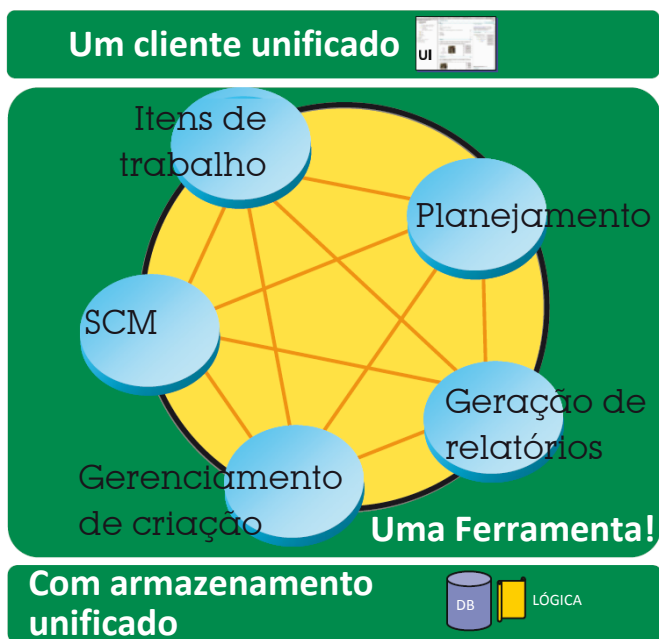 Um cliente unificado
UI
Itens de
trabalho
Planejamento
SCM
Geração de
relatórios
Gerenciamento
de criação
Uma Ferramenta!
Com armazenamento
unificado
DB
LÓGICA